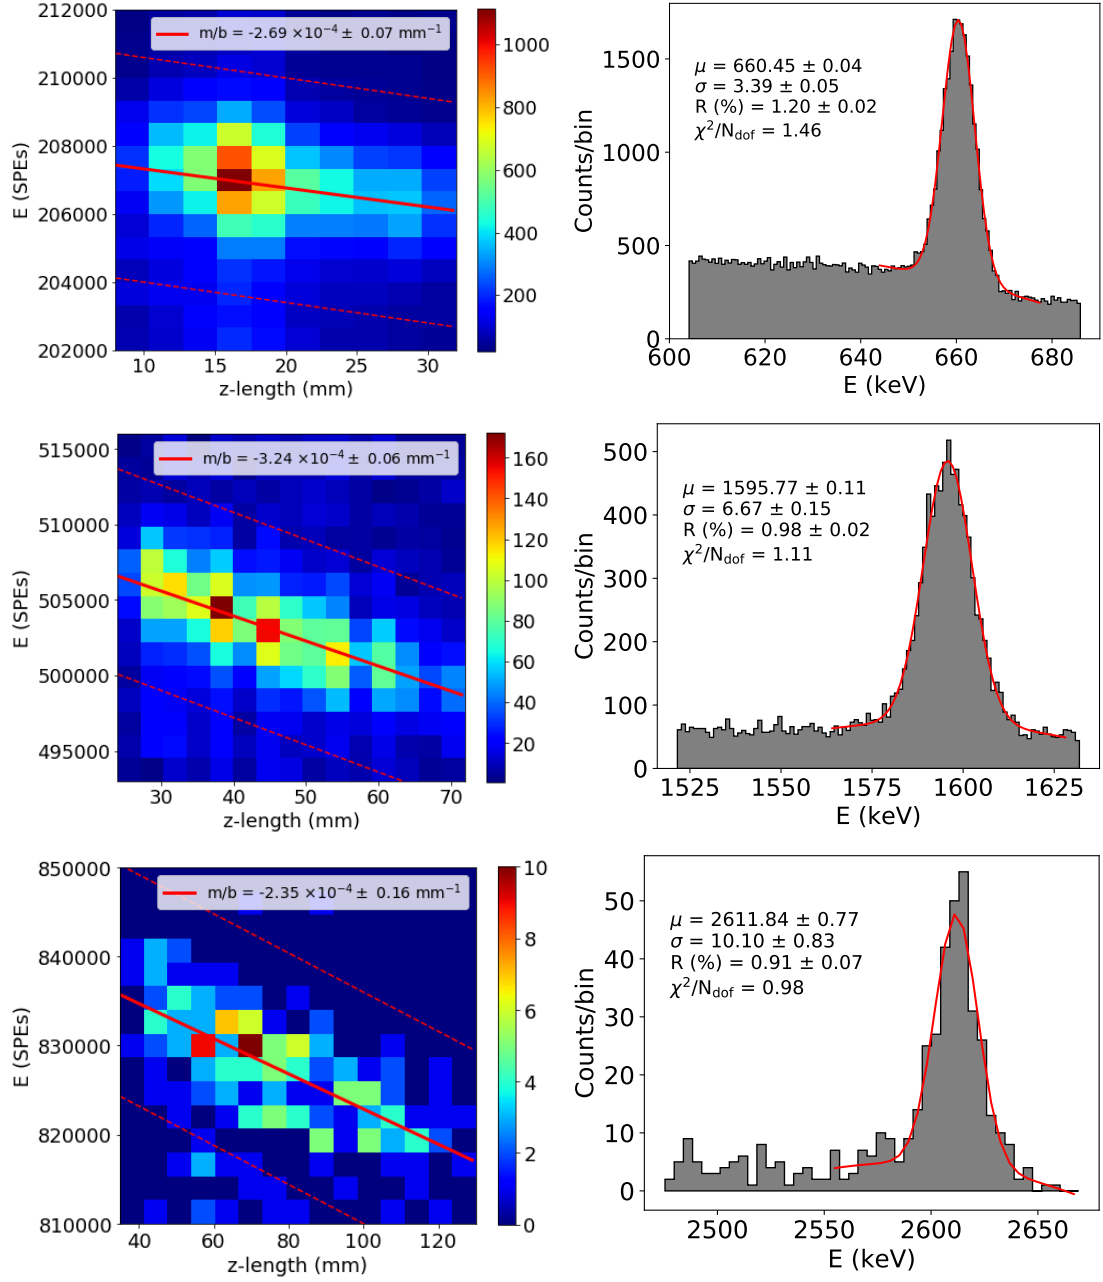 212000
210000
208000
206000
204000
202000
E (SPEs)
10 15 20 25 30
z-length (mm)
m/b = -2.69 ×10⁻⁴ ± 0.07 mm⁻¹
1000
800
600
400
200
1500
1000
500
0
Counts/bin
μ = 660.45 ± 0.04
σ = 3.39 ± 0.05
R (%) = 1.20 ± 0.02
χ²/N_dof = 1.46
600 620 640 660 680
E (keV)
515000
510000
505000
500000
495000
E (SPEs)
30 40 50 60 70
z-length (mm)
m/b = -3.24 ×10⁻⁴ ± 0.06 mm⁻¹
160
140
120
100
80
60
40
20
500
400
300
200
100
0
Counts/bin
μ = 1595.77 ± 0.11
σ = 6.67 ± 0.15
R (%) = 0.98 ± 0.02
χ²/N_dof = 1.11
1525 1550 1575 1600 1625
E (keV)
850000
840000
830000
820000
810000
E (SPEs)
40 60 80 100 120
z-length (mm)
m/b = -2.35 ×10⁻⁴ ± 0.16 mm⁻¹
10
8
6
4
2
0
50
40
30
20
10
0
Counts/bin
μ = 2611.84 ± 0.77
σ = 10.10 ± 0.83
R (%) = 0.91 ± 0.07
χ²/N_dof = 0.98
2500 2550 2600 2650
E (keV)